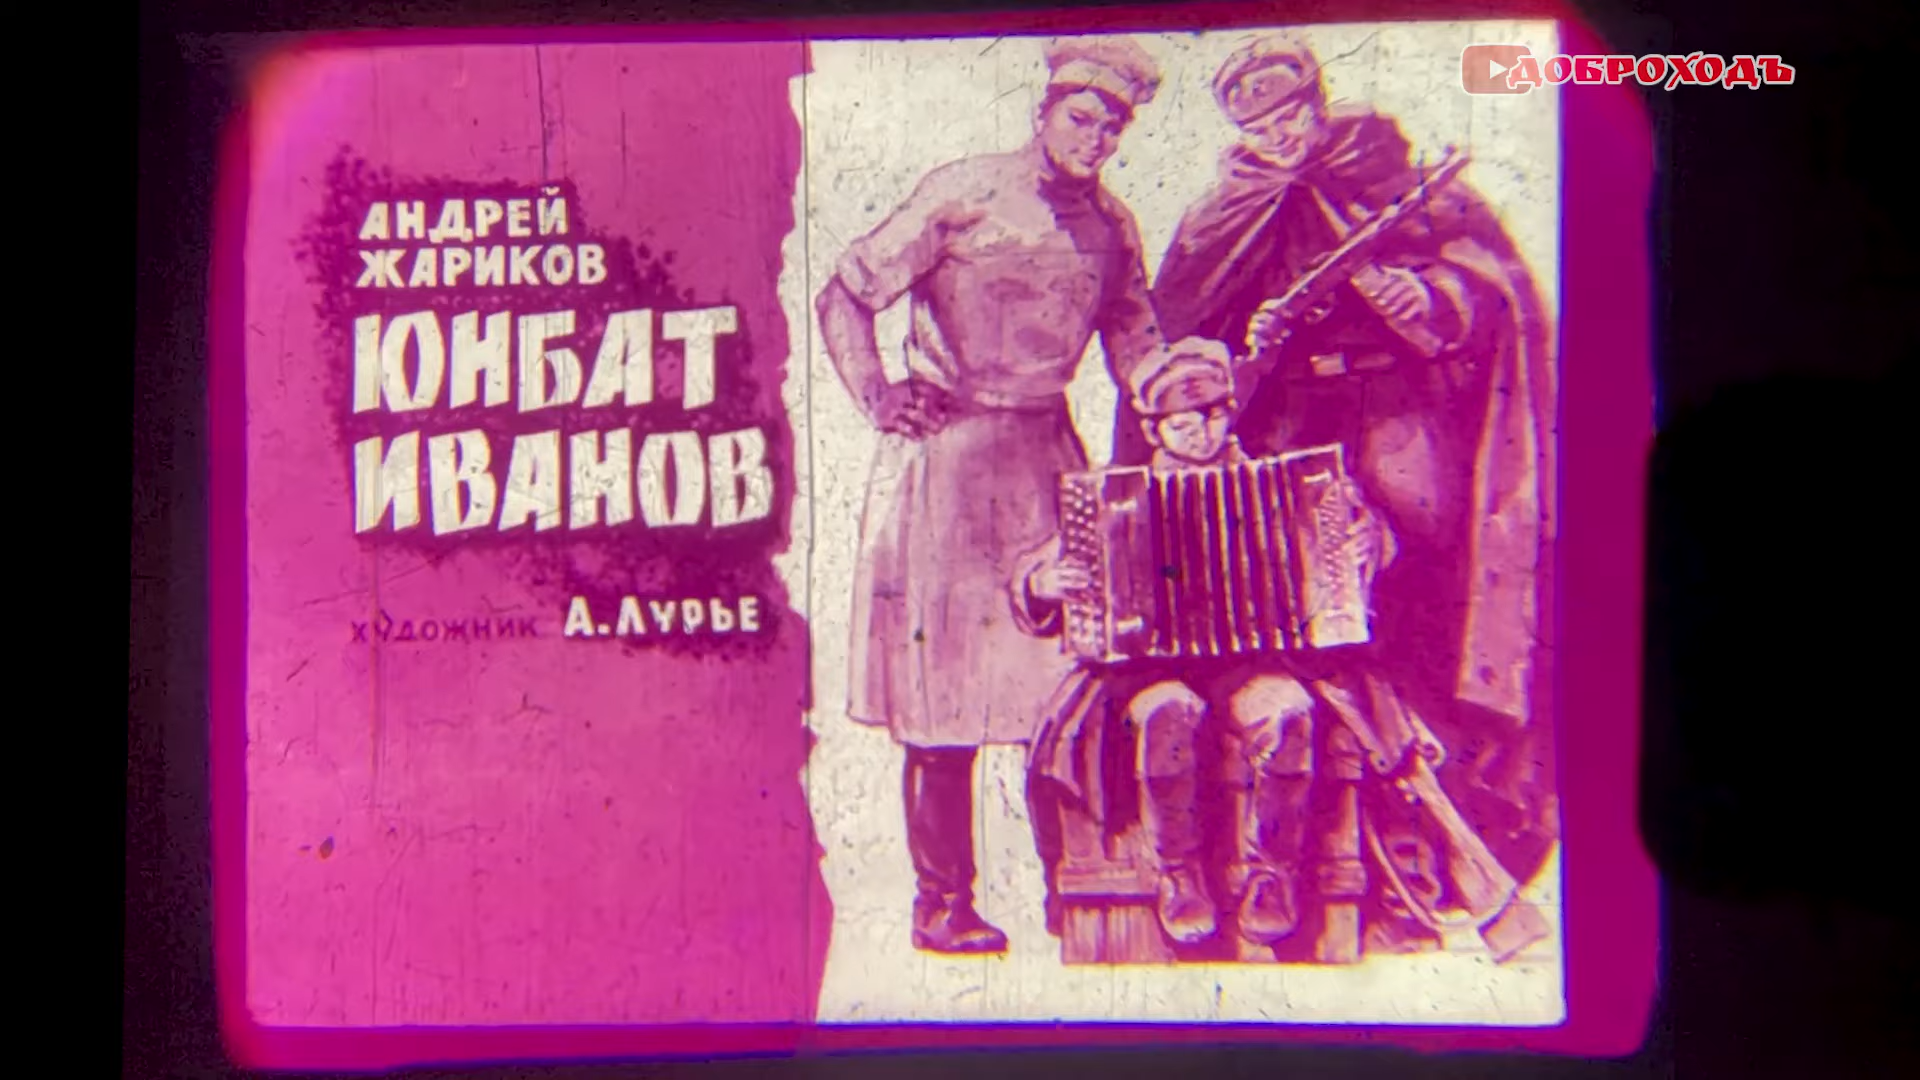 ДОБРОХОДЪ
АНДРЕЙ
ЖАРИКОВ
ЮНБАТ
ИВАНОВ
ХУДОЖНИК А. ЛУРЬЕ